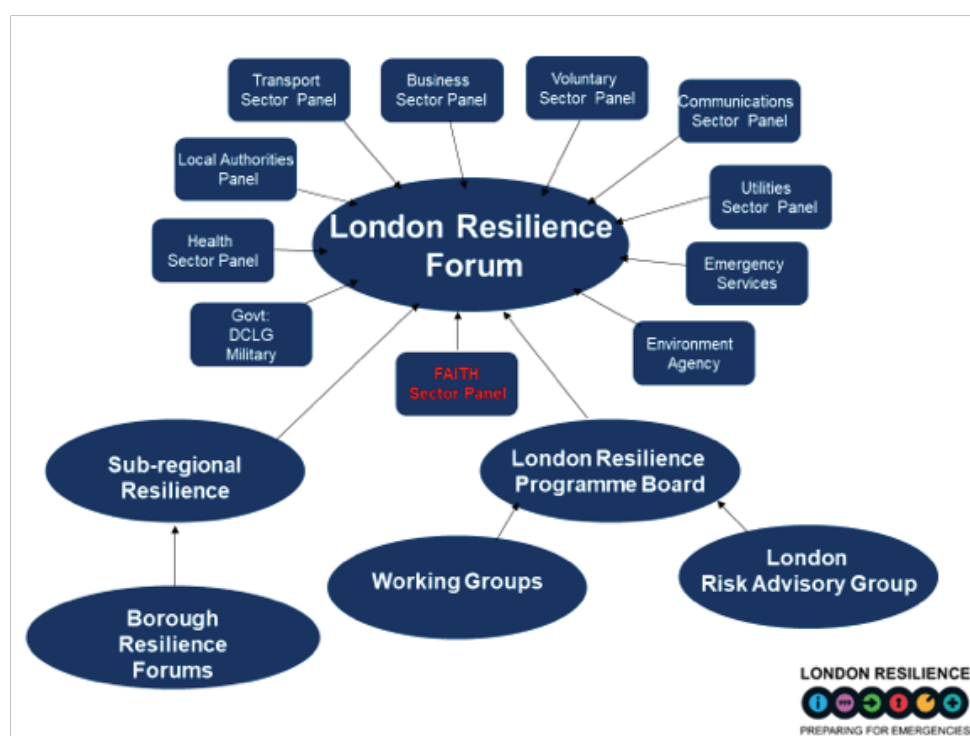 Transport
Sector Panel
Business
Sector Panel
Voluntary
Sector Panel
Communications
Sector Panel
Local Authorities
Panel
Utilities
Sector Panel
London Resilience
Forum
Health
Sector Panel
Emergency
Services
Govt:
DCLG
Military
Environment
Agency
FAITH
Sector Panel
Sub-regional
Resilience
London Resilience
Programme Board
Working Groups
London
Risk Advisory Group
Borough
Resilience
Forums
LONDON RESILIENCE
PREPARING FOR EMERGENCIES